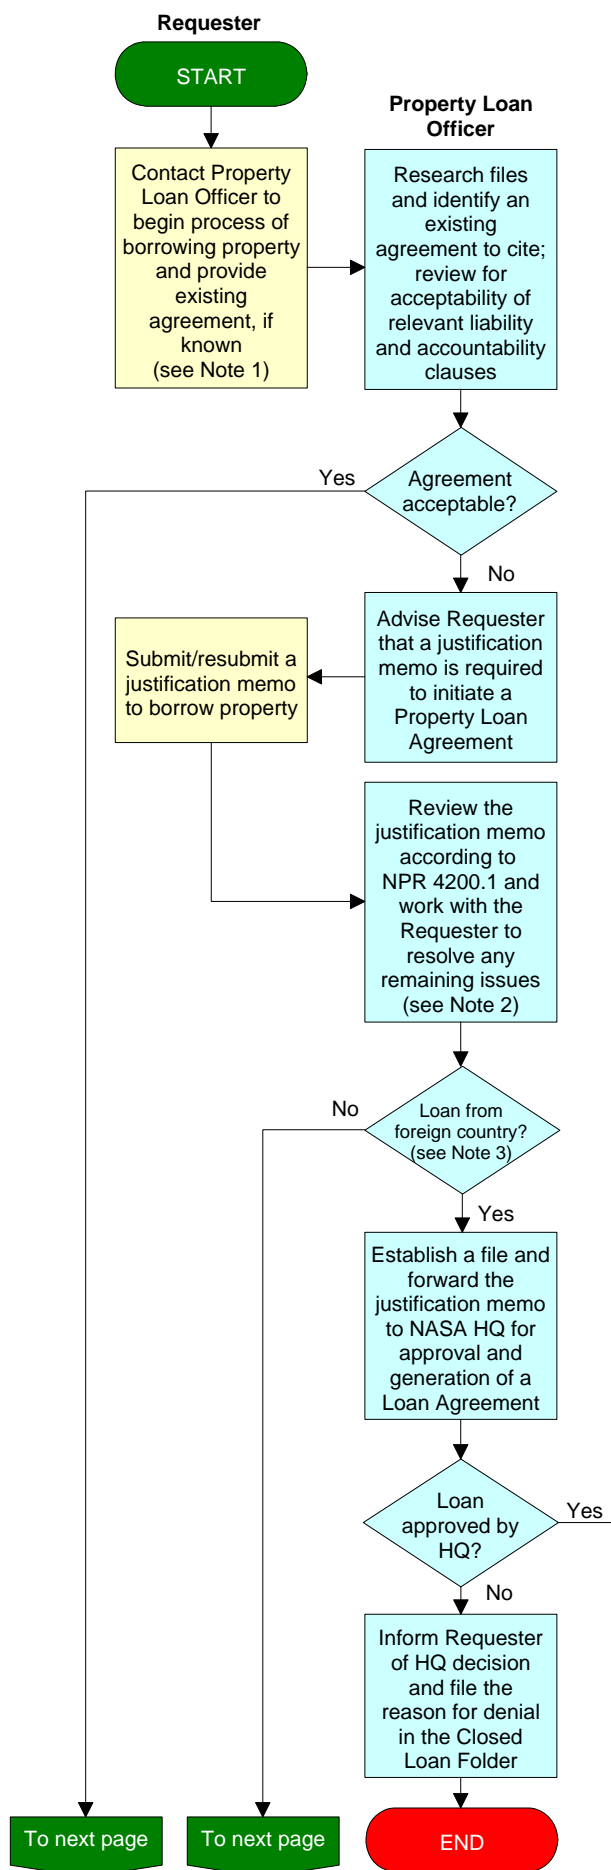 Requester
START
Property Loan
Officer
Contact Property
Loan Officer to
begin process of
borrowing property
and provide
existing
agreement, if
known
(see Note 1)
Research files
and identify an
existing
agreement to cite;
review for
acceptability of
relevant liability
and accountability
clauses
Yes
Agreement
acceptable?
No
Advise Requester
that a justification
memo is required
to initiate a
Property Loan
Agreement
Submit/resubmit a
justification memo
to borrow property
Review the
justification memo
according to
NPR 4200.1 and
work with the
Requester to
resolve any
remaining issues
(see Note 2)
No
Loan from
foreign country?
(see Note 3)
Yes
Establish a file and
forward the
justification memo
to NASA HQ for
approval and
generation of a
Loan Agreement
Loan
approved by
HQ?
Yes
No
Inform Requester
of HQ decision
and file the
reason for denial
in the Closed
Loan Folder
To next page
To next page
END